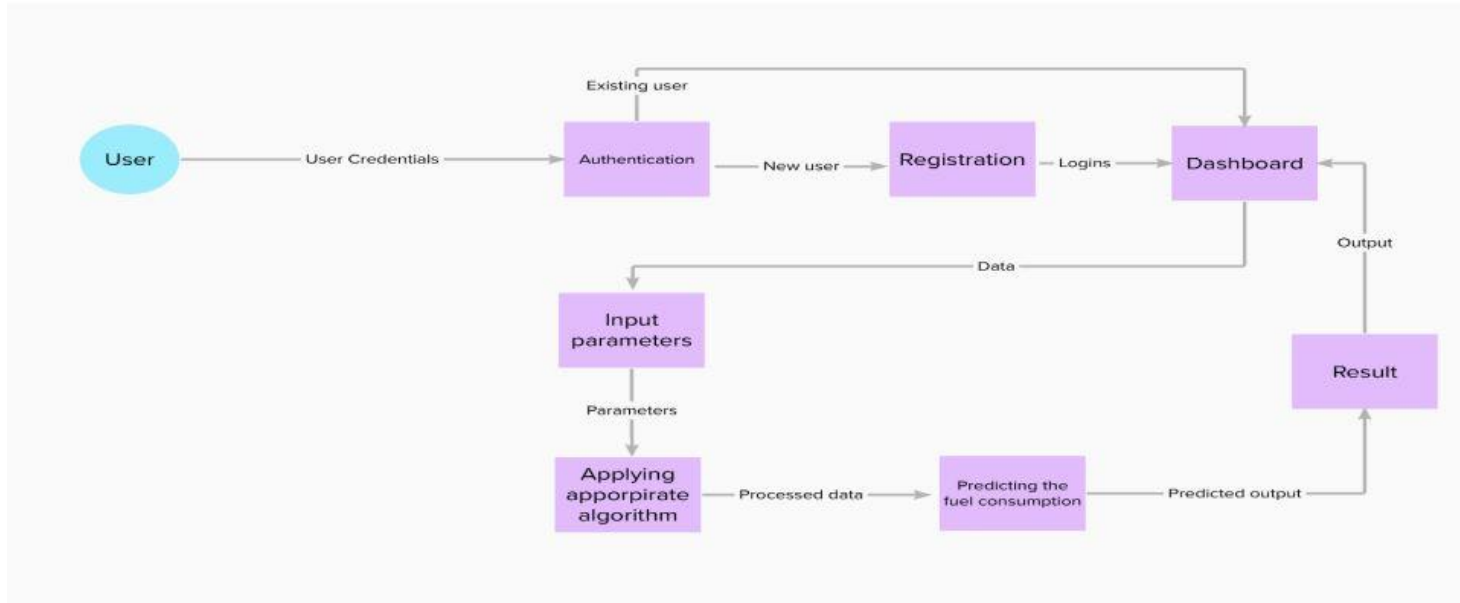 Existing user
User
User Credentials
Authentication
New user
Registration
Logins
Dashboard
Output
Data
Input
parameters
Result
Parameters
Applying
apporpirate
algorithm
Processed data
Predicting the
fuel consumption
Predicted output